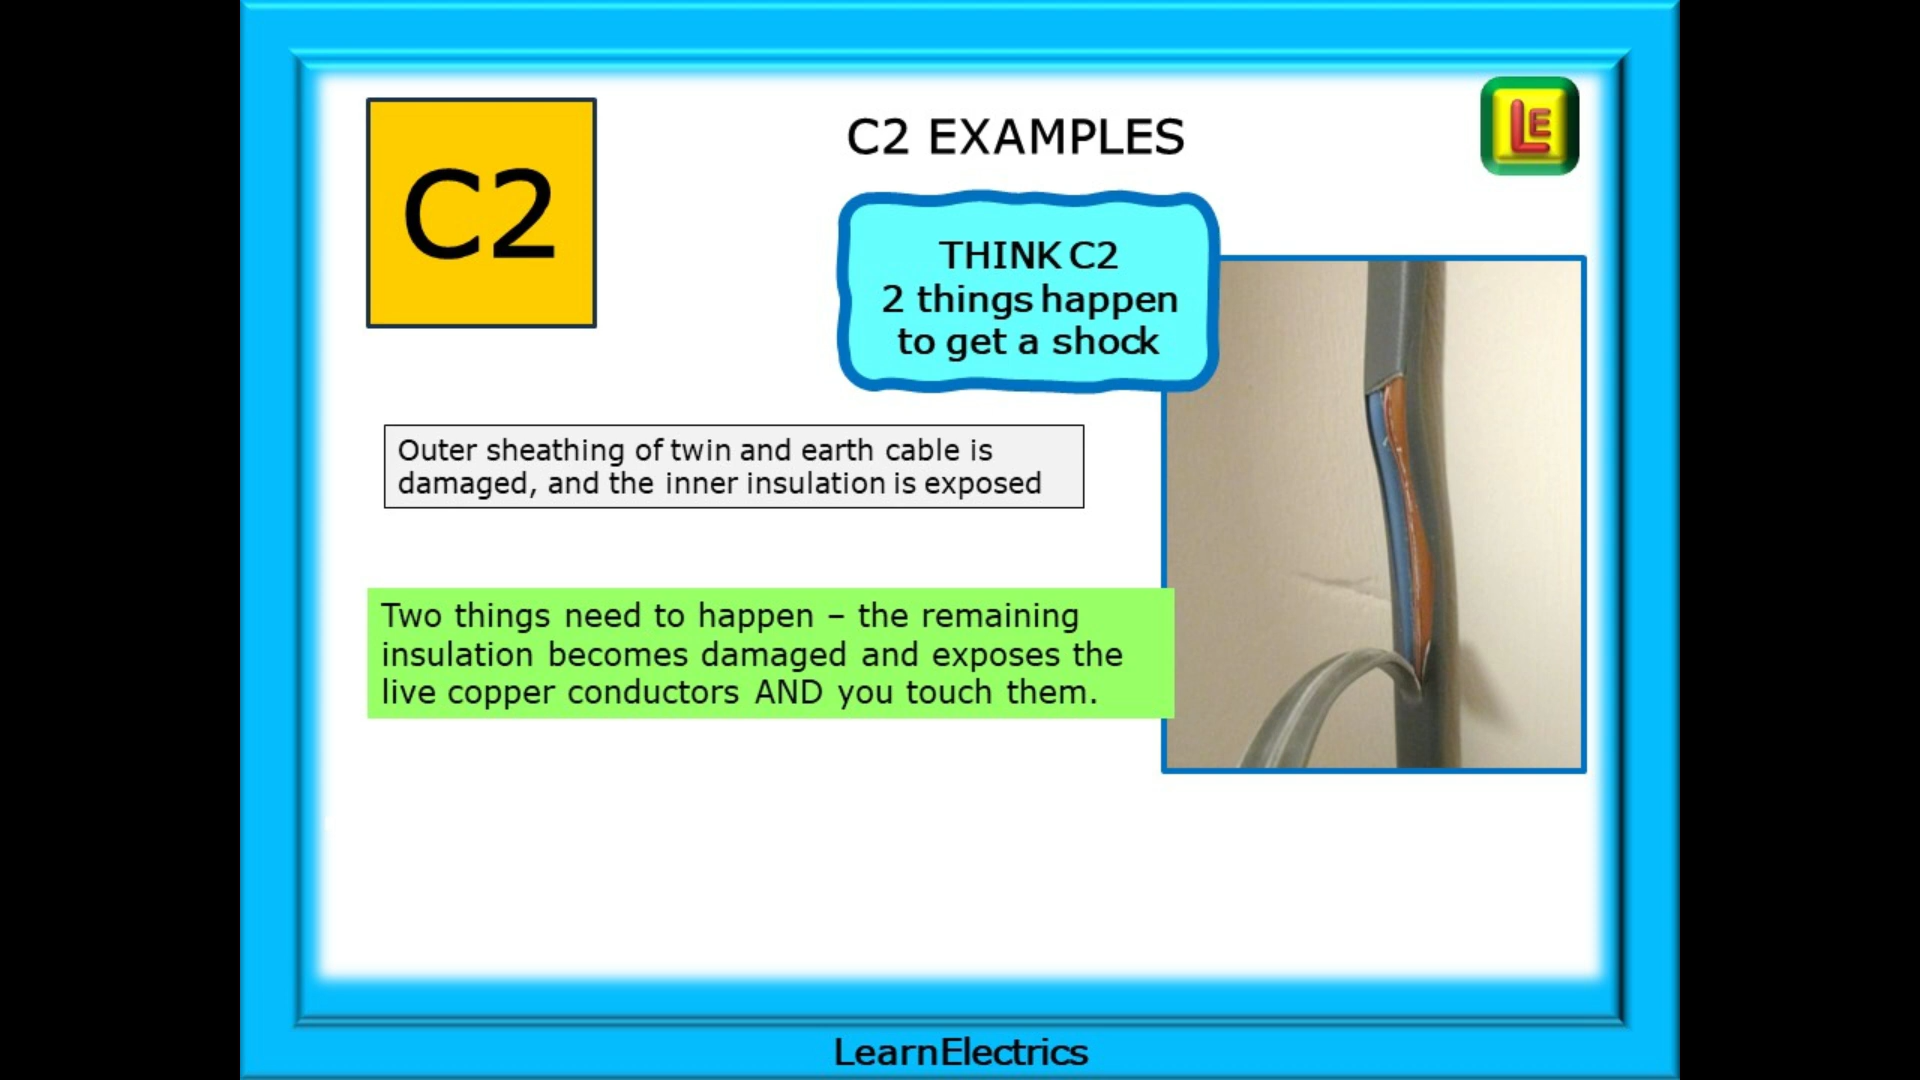 C2
C2 EXAMPLES
LE
THINK C2
2 things happen
to get a shock
Outer sheathing of twin and earth cable is
damaged, and the inner insulation is exposed
Two things need to happen – the remaining
insulation becomes damaged and exposes the
live copper conductors AND you touch them.
LearnElectrics